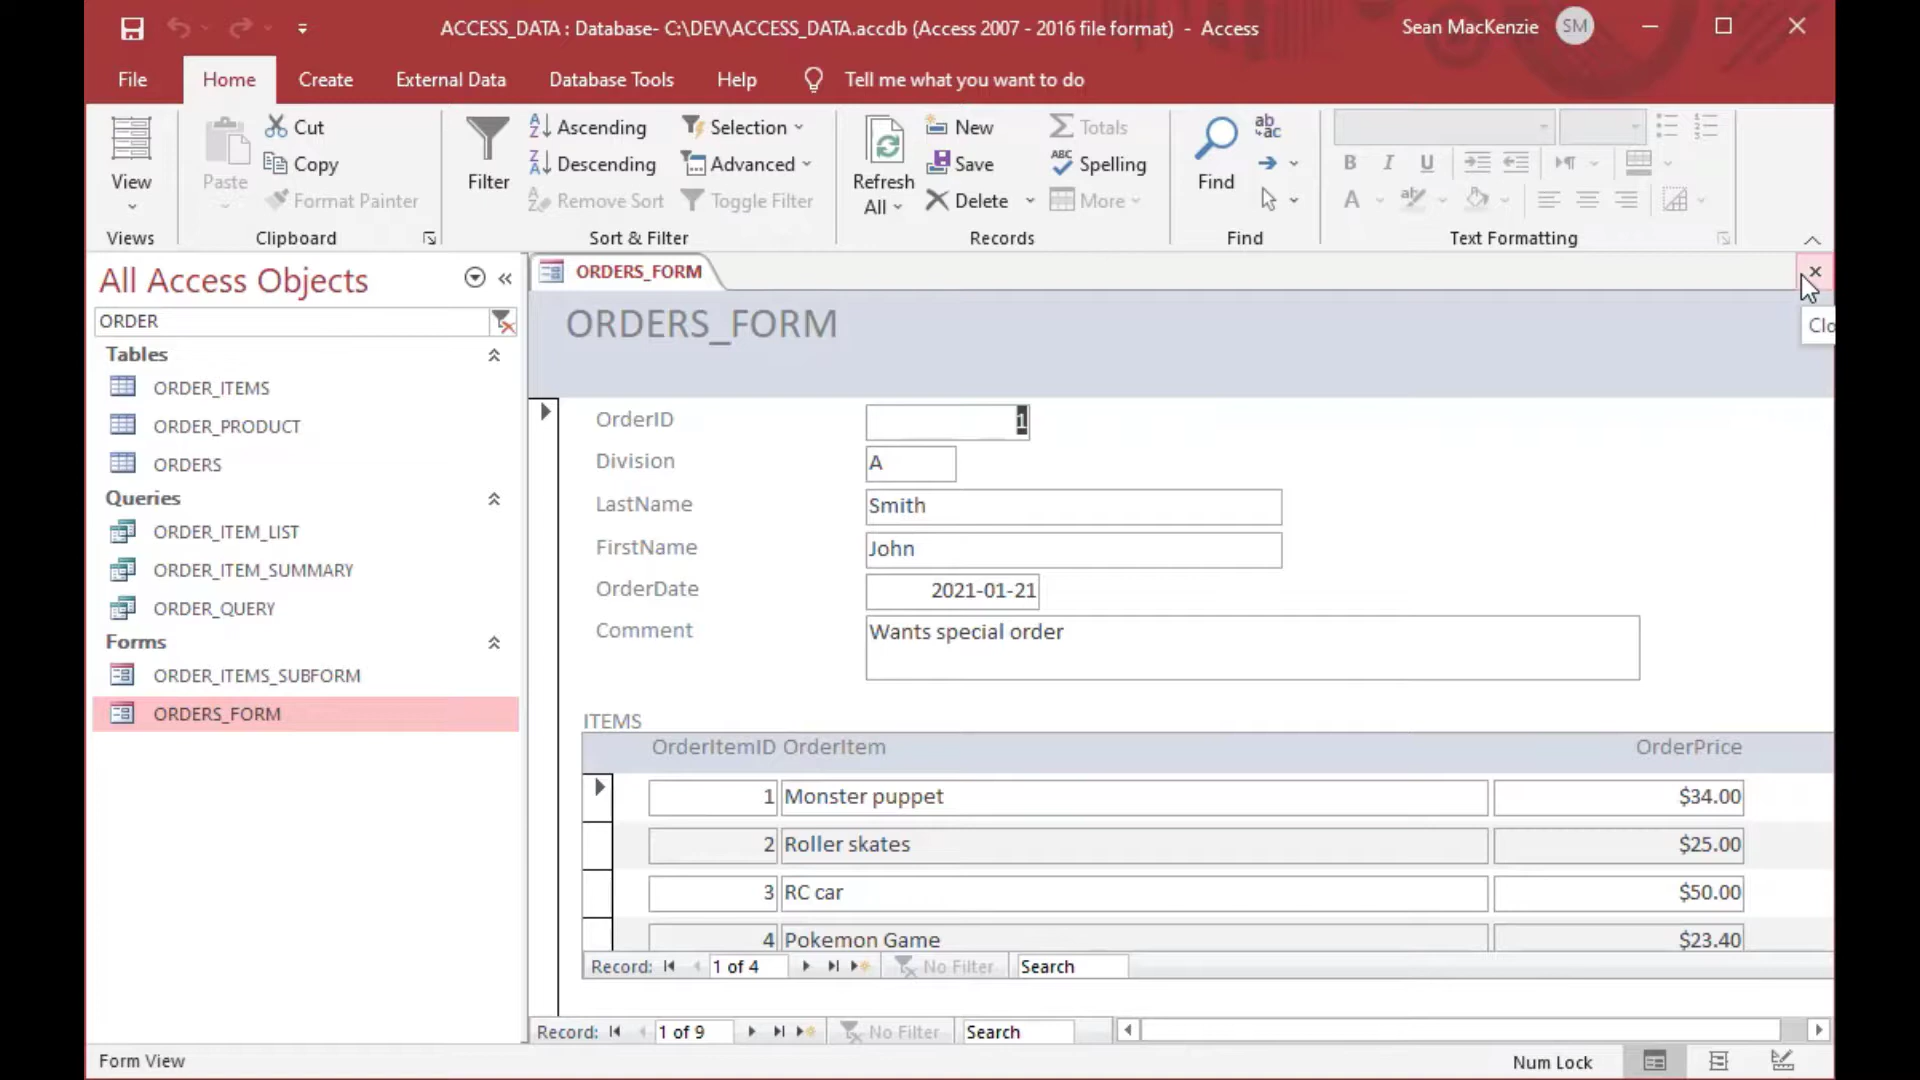 ACCESS_DATA : Database- C:\DEV\ACCESS_DATA.accdb (Access 2007 - 2016 file format) - Access
Sean MacKenzie SM
File Home Create External Data Database Tools Help Tell me what you want to do
View
Views
Paste
Cut
Copy
Format Painter
Clipboard
Filter
Ascending
Descending
Remove Sort
Selection
Advanced
Toggle Filter
Sort & Filter
Refresh
All
New
Save
Delete
Totals
Spelling
More
Records
Find
Find
B I U
A
Text Formatting
All Access Objects
ORDER
Tables
ORDER_ITEMS
ORDER_PRODUCT
ORDERS
Queries
ORDER_ITEM_LIST
ORDER_ITEM_SUMMARY
ORDER_QUERY
Forms
ORDER_ITEMS_SUBFORM
ORDERS_FORM
ORDERS_FORM
Clo
ORDERS_FORM
OrderID 1
Division A
LastName Smith
FirstName John
OrderDate 2021-01-21
Comment Wants special order
ITEMS
OrderItemID OrderItem OrderPrice
1 Monster puppet $34.00
2 Roller skates $25.00
3 RC car $50.00
4 Pokemon Game $23.40
Record: 1 of 4 No Filter Search
Record: 1 of 9 No Filter Search
Form View
Num Lock